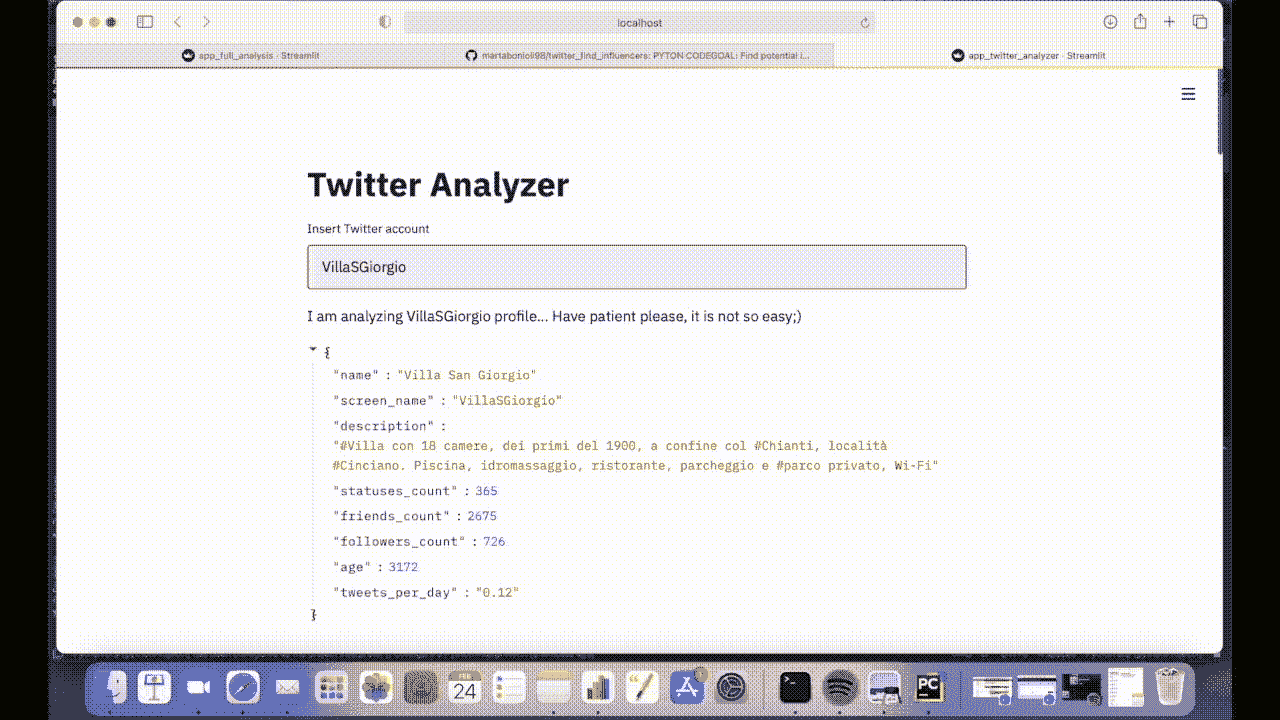 localhost
app_full_analysis · Streamlit
martabonioli98/twitter_find_influencers: PYTON CODEGOAL: Find potential i...
app_twitter_analyzer · Streamlit
Twitter Analyzer
Insert Twitter account
VillaSGiorgio
I am analyzing VillaSGiorgio profile... Have patient please, it is not so easy;)
{
"name" : "Villa San Giorgio"
"screen_name" : "VillaSGiorgio"
"description" :
"#Villa con 18 camere, dei primi del 1900, a confine col #Chianti, località
#Cinciano. Piscina, idromassaggio, ristorante, parcheggio e #parco privato, Wi-Fi"
"statuses_count" : 365
"friends_count" : 2675
"followers_count" : 726
"age" : 3172
"tweets_per_day" : "0.12"
}
FEB
24
PC